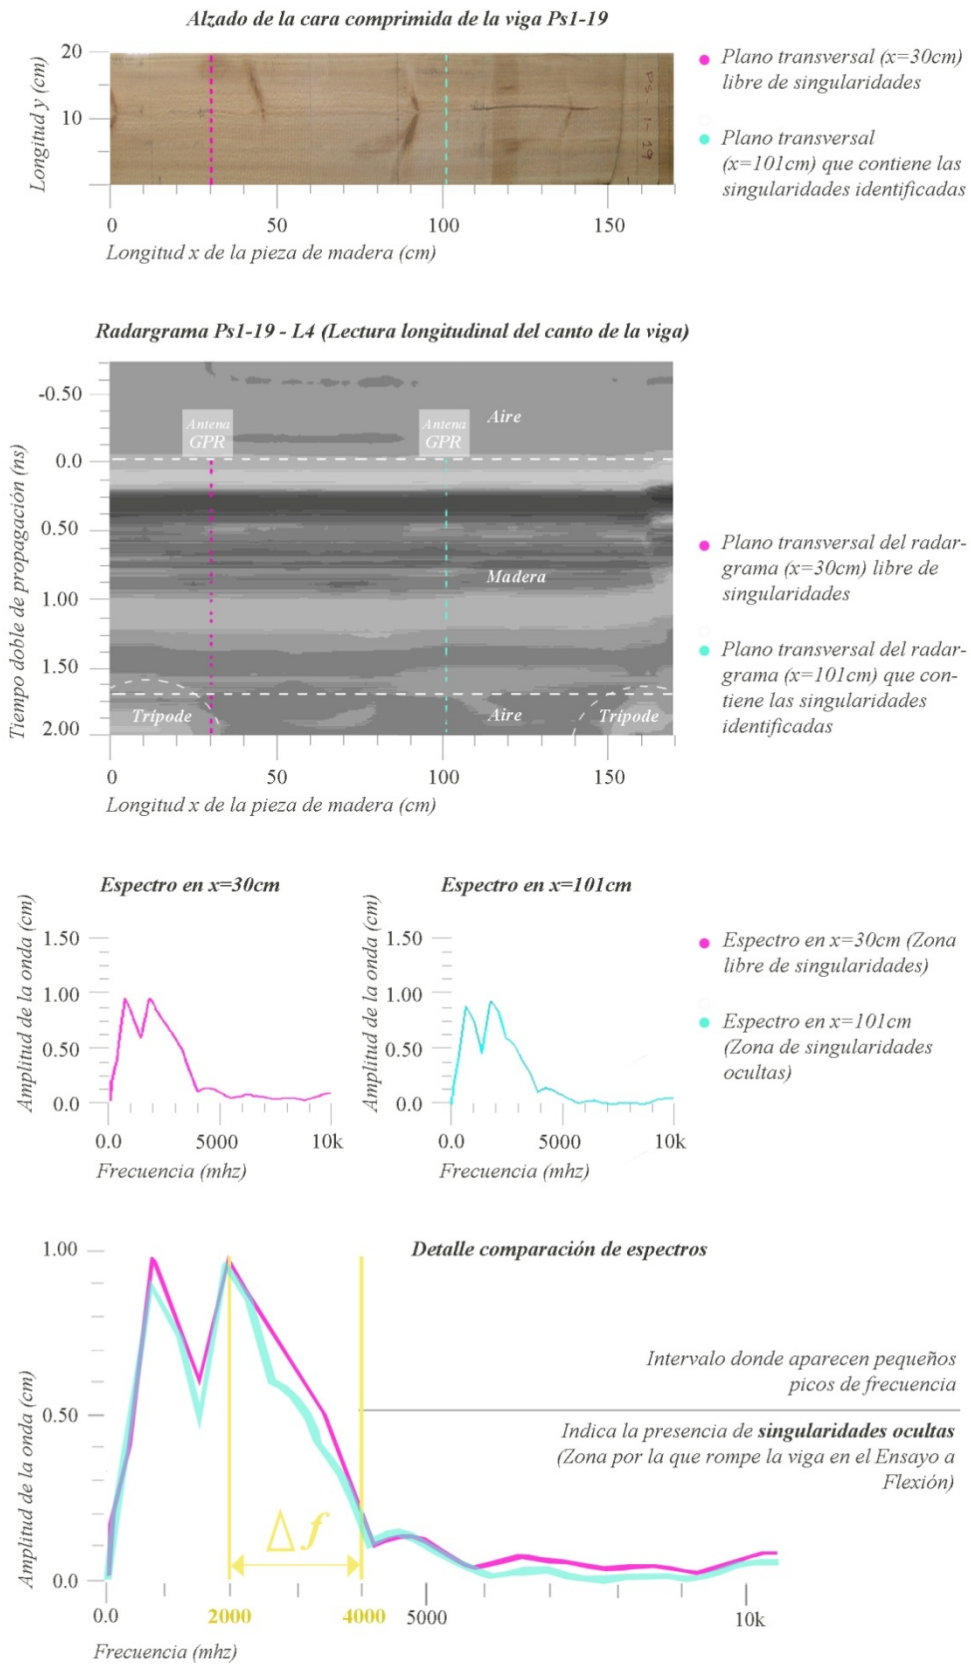 Alzado de la cara comprimida de la viga Ps1-19
Longitud y (cm)
20
10
0
50
100
150
Longitud x de la pieza de madera (cm)
Plano transversal (x=30cm)
libre de singularidades
Plano transversal
(x=101cm) que contiene las
singularidades identificadas
Radargrama Ps1-19 - L4 (Lectura longitudinal del canto de la viga)
Tiempo doble de propagación (ns)
-0.50
0.0
0.50
1.00
1.50
2.00
Antena
GPR
Antena
GPR
Aire
Madera
Trípode
Aire
Trípode
0
50
100
150
Longitud x de la pieza de madera (cm)
Plano transversal del radar-
grama (x=30cm) libre de
singularidades
Plano transversal del radar-
grama (x=101cm) que con-
tiene las singularidades
identificadas
Espectro en x=30cm
Amplitud de la onda (cm)
1.50
1.00
0.50
0.0
0.0
5000
10k
Frecuencia (mhz)
Espectro en x=101cm
Amplitud de la onda (cm)
1.50
1.00
0.50
0.0
0.0
5000
10k
Frecuencia (mhz)
Espectro en x=30cm (Zona
libre de singularidades)
Espectro en x=101cm
(Zona de singularidades
ocultas)
Detalle comparación de espectros
Amplitud de la onda (cm)
1.00
0.50
0.0
Δf
Intervalo donde aparecen pequeños
picos de frecuencia
Indica la presencia de singularidades ocultas
(Zona por la que rompe la viga en el Ensayo a
Flexión)
0.0
2000
4000
5000
10k
Frecuencia (mhz)